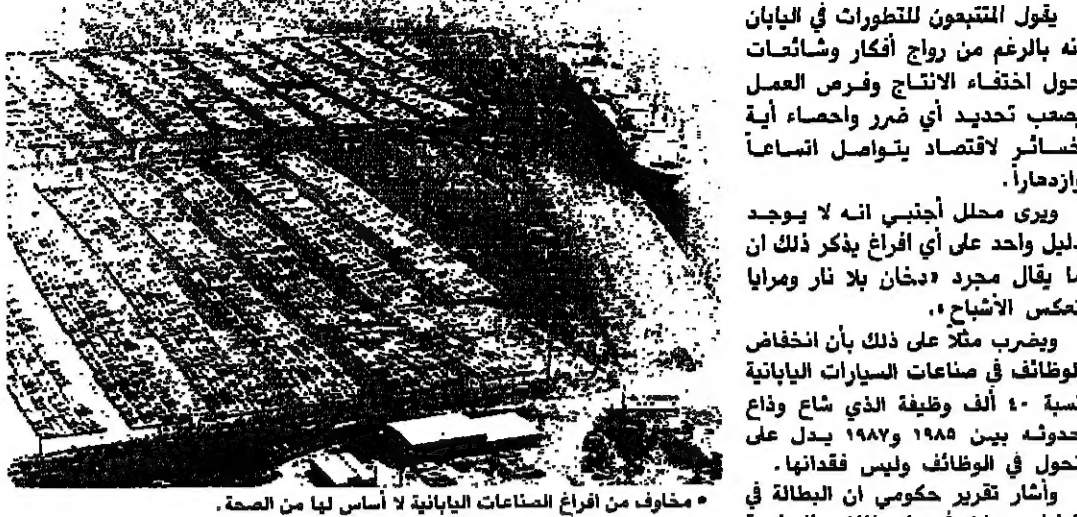 يقول المتتبعون للتطورات في اليابان
نه بالرغم من رواج أفكار وشائعات
حول اختفاء الانتاج وفرص العمل
يصعب تحديد أي ضرر واحصاء أية
خسائر لاقتصاد يتواصل اتساعاً
وازدهاراً .
ويرى محلل أجنبي انه لا يوجد
دليل واحد على أي افراغ يذكر ذلك ان
ما يقال مجرد «دخان بلا نار ومرايا
تعكس الأشباح» .
ويضرب مثلاً على ذلك بأن انخفاض
الوظائف في صناعات السيارات اليابانية
نسبة ٤٠ ألف وظيفة الذي شاع وذاع
حدوثه بين ١٩٨٥ و١٩٨٧ يدل على
تحول في الوظائف وليس فقدانها .
وأشار تقرير حكومي ان البطالة في
• مخاوف من افراغ الصناعات اليابانية لا أساس لها من الصحة .